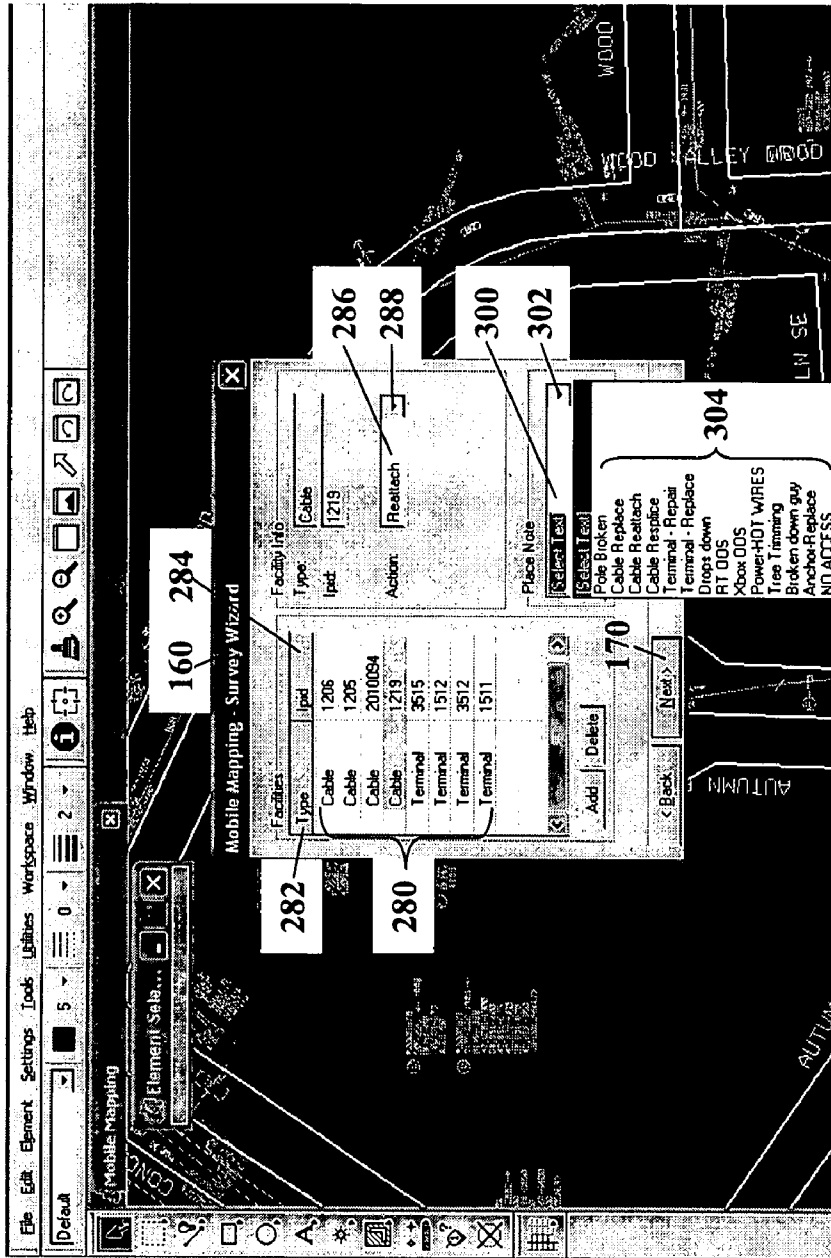 File Edit Element Settings Tools Utilities Workspace Window Help
Default 5 0 2
Mobile Mapping
Element Sele...
160 284
Mobile Mapping - Survey Wizard
Facilities
282 Type Ipid
Cable 1206
Cable 1205
Cable 2010094
Cable 1219
Terminal 3515
Terminal 1512
Terminal 3512
Terminal 1511
280
Add Delete
Facility Info
Type: Cable
Ipid: 1219
Action: Reattach
286
288
Place Note
300
302
Select Text
Select Text
Pole Broken
Cable Replace
Cable Reattach
Cable Resplice
Terminal - Repair
Terminal - Replace
Drops down
RT OOS
Xbox OOS
Power-HOT WIRES
Tree Trimming
Broken down guy
Anchor-Replace
NO ACCESS
304
< Back Next >
170
WOOD
WOOD VALLEY
LN SE
AUTUMN